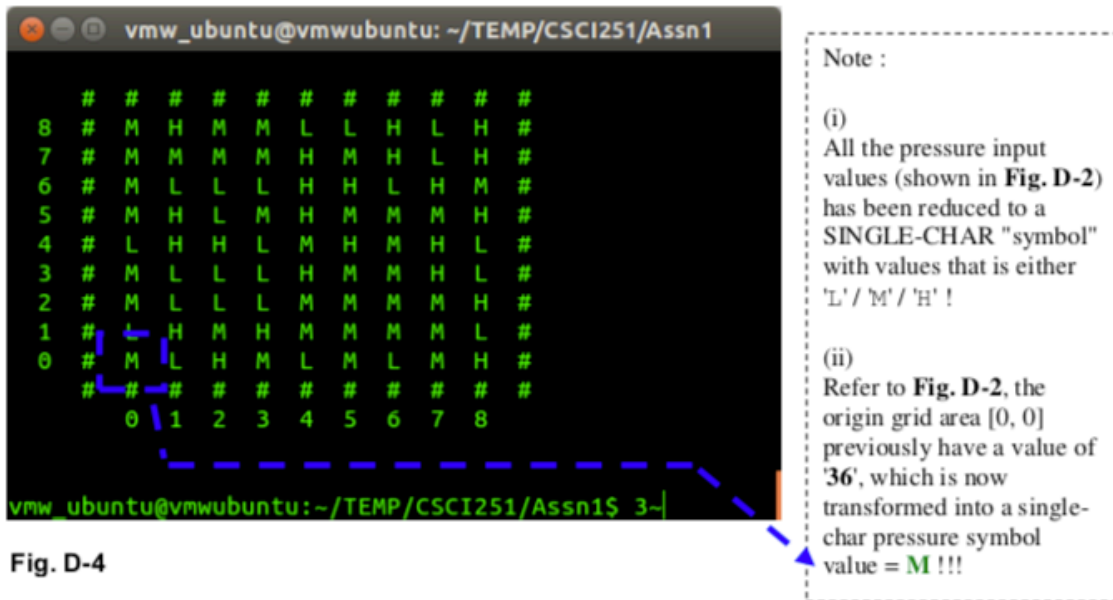 vmw_ubuntu@vmwubuntu: ~/TEMP/CSCI251/Assn1
# # # # # # # # # # #
8 # M H M M L L H L H #
7 # M M M M H M H L H #
6 # M L L L H H L H M #
5 # M H L M H M M M H #
4 # L H H L M H M H L #
3 # M L L L H M M H L #
2 # M L L L M M M M H #
1 # L H M H M M M M L #
0 # M L H M L M L M H #
# # # # # # # # # # #
0 1 2 3 4 5 6 7 8
vmw_ubuntu@vmwubuntu:~/TEMP/CSCI251/Assn1$ 3~
Fig. D-4
Note :
(i)
All the pressure input
values (shown in Fig. D-2)
has been reduced to a
SINGLE-CHAR "symbol"
with values that is either
'L' / 'M' / 'H' !
(ii)
Refer to Fig. D-2, the
origin grid area [0, 0]
previously have a value of
'36', which is now
transformed into a single-
char pressure symbol
value = M !!!